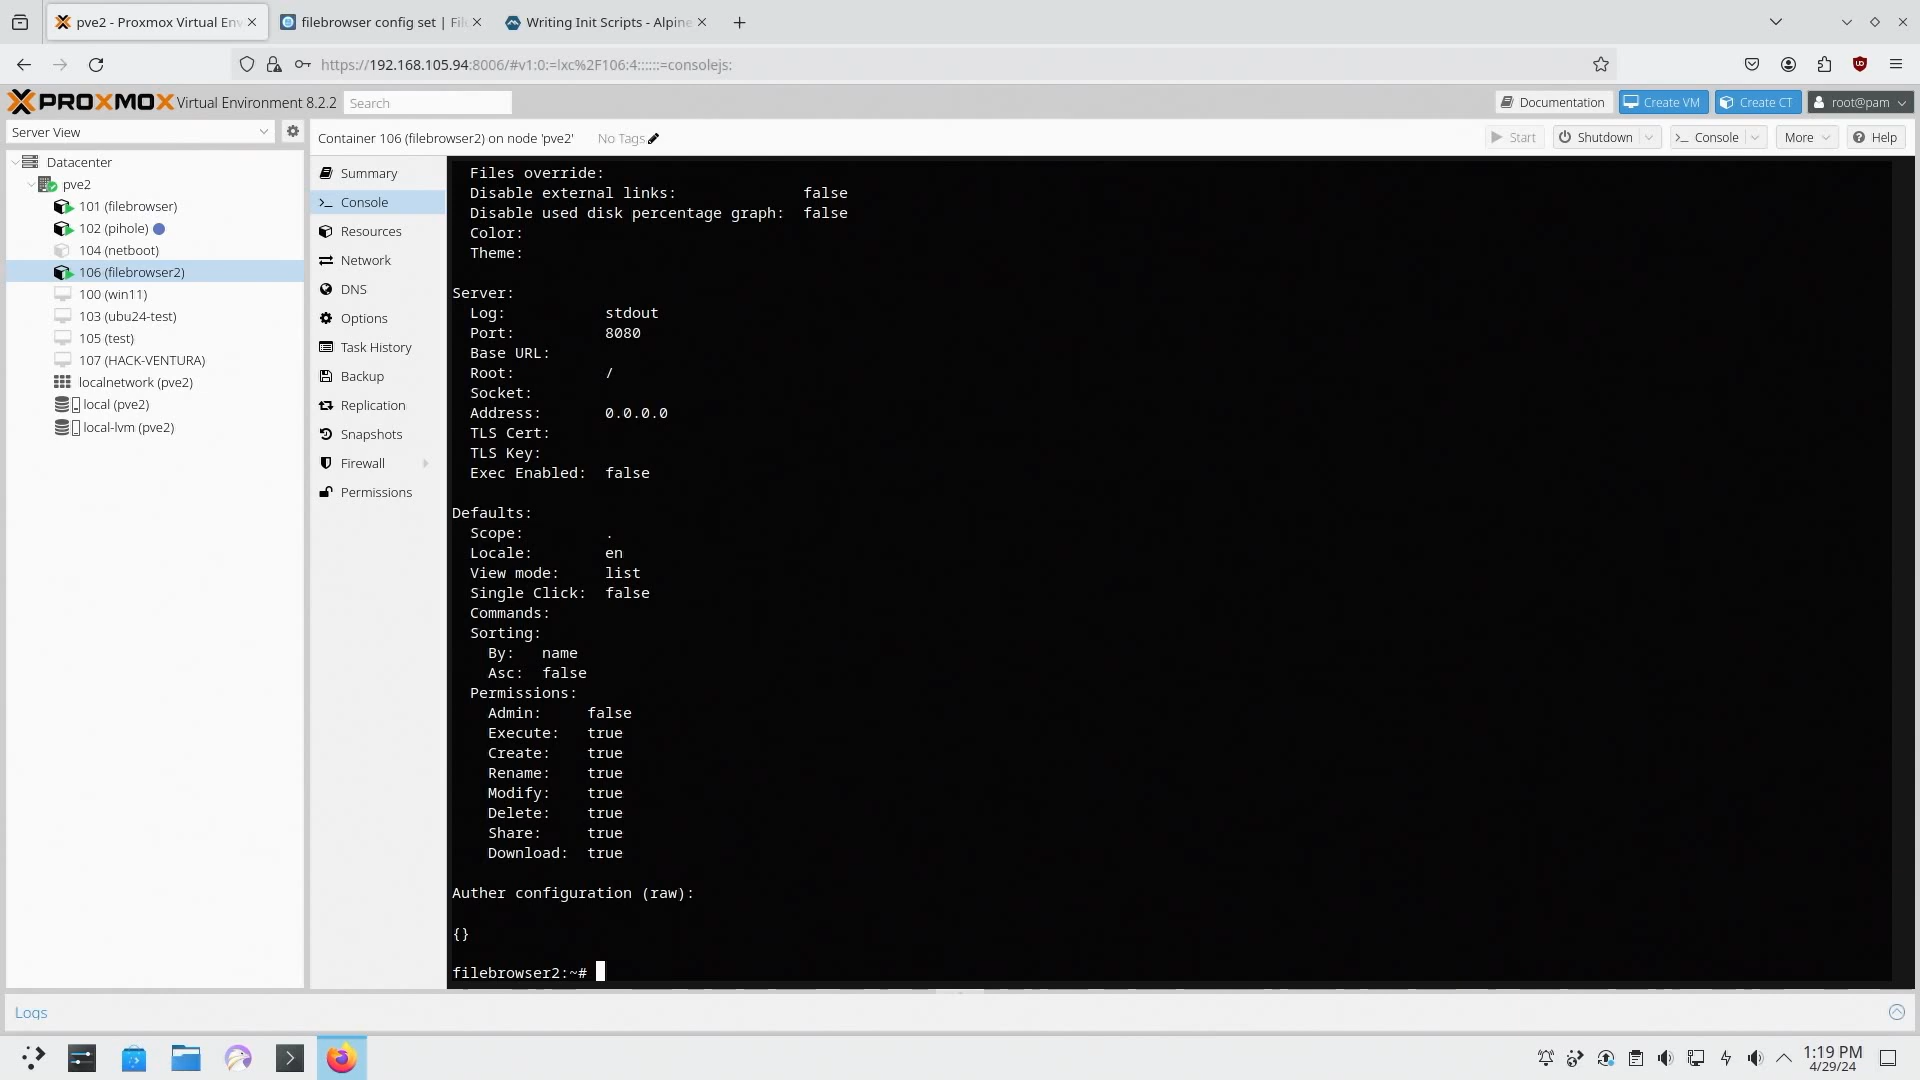 pve2 - Proxmox Virtual Env
filebrowser config set | File
Writing Init Scripts - Alpine
https://192.168.105.94:8006/#v1:0:=lxc%2F106:4::::::=consolejs:
PROXMOX Virtual Environment 8.2.2
Search
Documentation
Create VM
Create CT
root@pam
Server View
Container 106 (filebrowser2) on node 'pve2'
No Tags
Start
Shutdown
Console
More
Help
Datacenter
pve2
101 (filebrowser)
102 (pihole)
104 (netboot)
106 (filebrowser2)
100 (win11)
103 (ubu24-test)
105 (test)
107 (HACK-VENTURA)
localnetwork (pve2)
local (pve2)
local-lvm (pve2)
Summary
Console
Resources
Network
DNS
Options
Task History
Backup
Replication
Snapshots
Firewall
Permissions
Files override:
Disable external links: false
Disable used disk percentage graph: false
Color:
Theme:
Server:
Log: stdout
Port: 8080
Base URL:
Root: /
Socket:
Address: 0.0.0.0
TLS Cert:
TLS Key:
Exec Enabled: false
Defaults:
Scope: .
Locale: en
View mode: list
Single Click: false
Commands:
Sorting:
By: name
Asc: false
Permissions:
Admin: false
Execute: true
Create: true
Rename: true
Modify: true
Delete: true
Share: true
Download: true
Auther configuration (raw):
{}
filebrowser2:~#
Logs
1:19 PM
4/29/24